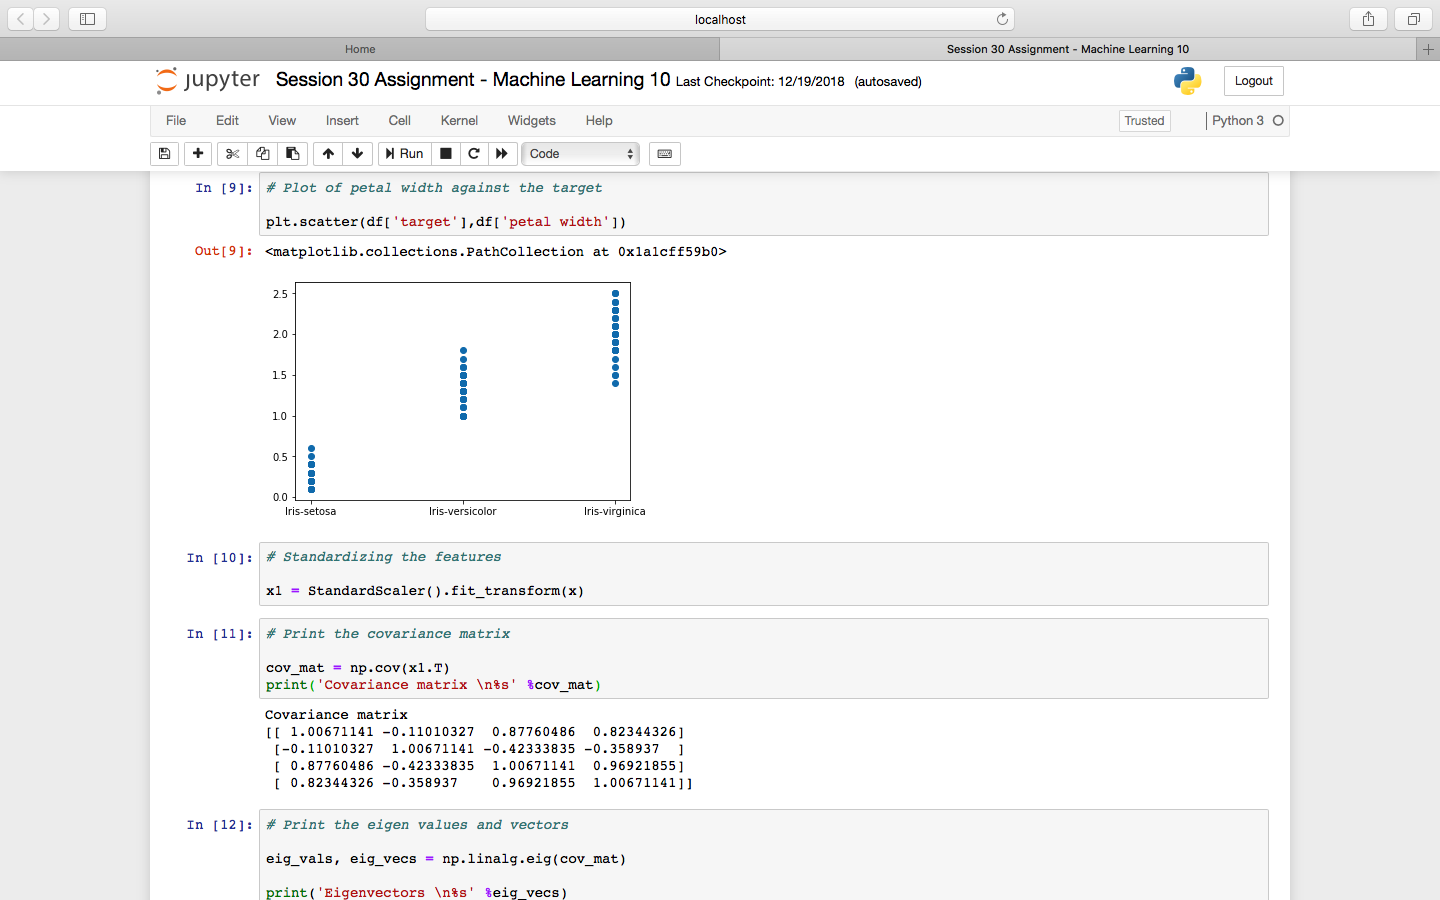 localhost
Home
Session 30 Assignment - Machine Learning 10
jupyter Session 30 Assignment - Machine Learning 10 Last Checkpoint: 12/19/2018 (autosaved)
Logout
File Edit View Insert Cell Kernel Widgets Help
Trusted
Python 3
Run
Code
In [9]: # Plot of petal width against the target
plt.scatter(df['target'],df['petal width'])
Out[9]: <matplotlib.collections.PathCollection at 0x1a1cff59b0>
2.5
2.0
1.5
1.0
0.5
0.0
Iris-setosa Iris-versicolor Iris-virginica
In [10]: # Standardizing the features
x1 = StandardScaler().fit_transform(x)
In [11]: # Print the covariance matrix
cov_mat = np.cov(x1.T)
print('Covariance matrix \n%s' %cov_mat)
Covariance matrix
[[ 1.00671141 -0.11010327  0.87760486  0.82344326]
 [-0.11010327  1.00671141 -0.42333835 -0.358937  ]
 [ 0.87760486 -0.42333835  1.00671141  0.96921855]
 [ 0.82344326 -0.358937    0.96921855  1.00671141]]
In [12]: # Print the eigen values and vectors
eig_vals, eig_vecs = np.linalg.eig(cov_mat)
print('Eigenvectors \n%s' %eig_vecs)